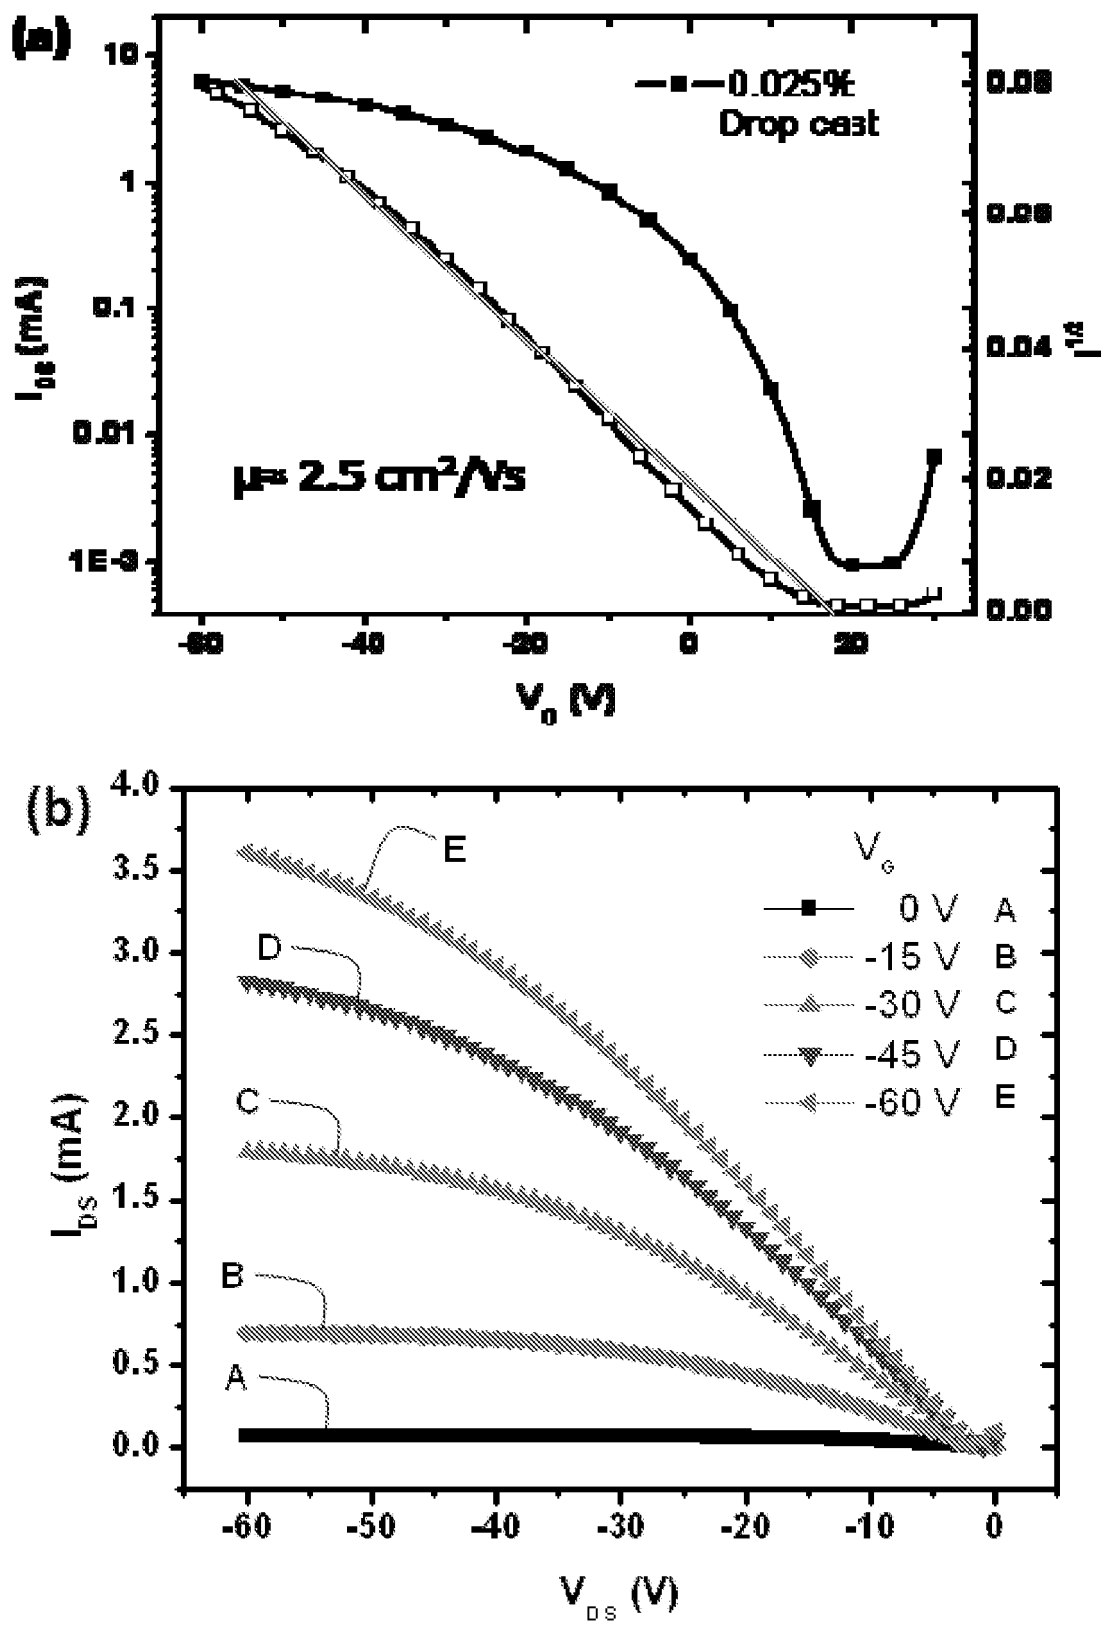 (a)
10
1
0.1
0.01
1E-3
I_DS (mA)
0.025%
Drop cast
μ= 2.5 cm²/Vs
0.08
0.06
0.04
0.02
0.00
I^1/2
-60 -40 -20 0 20
V_G (V)
(b)
4.0
3.5
3.0
2.5
2.0
1.5
1.0
0.5
0.0
I_DS (mA)
E
D
C
B
A
V_G
0 V A
-15 V B
-30 V C
-45 V D
-60 V E
-60 -50 -40 -30 -20 -10 0
V_DS (V)